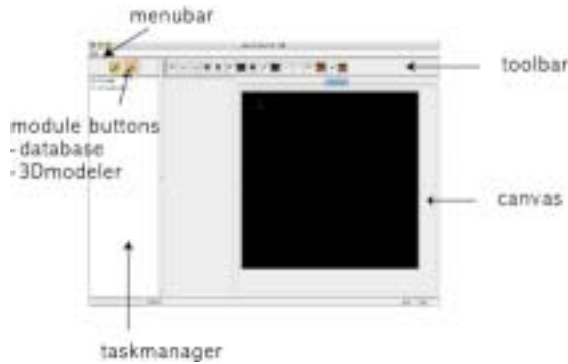 menubar
toolbar
module buttons
- database
- 3Dmodeler
canvas
taskmanager